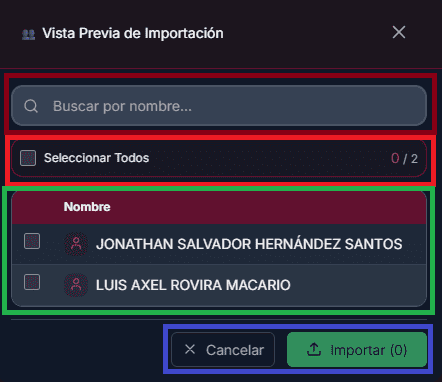 Vista Previa de Importación
Buscar por nombre...
Seleccionar Todos 0 / 2
Nombre
JONATHAN SALVADOR HERNÁNDEZ SANTOS
LUIS AXEL ROVIRA MACARIO
Cancelar Importar (0)